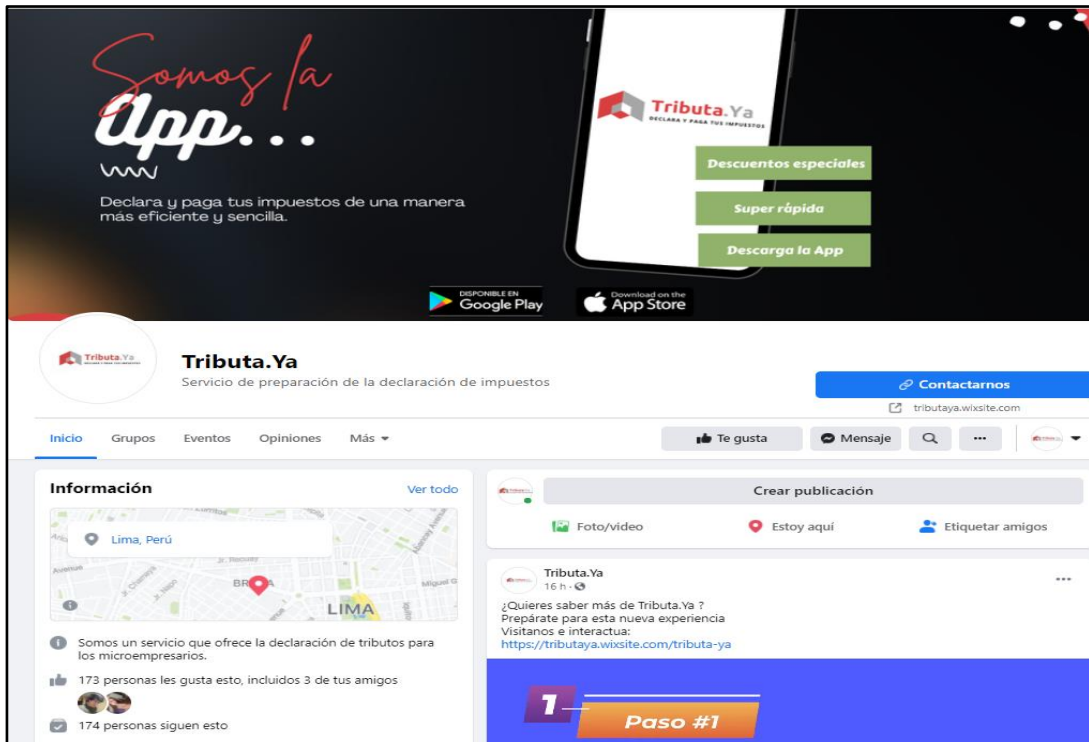 Somos la
App...
Declara y paga tus impuestos de una manera
más eficiente y sencilla.
Tributa.Ya
DECLARA Y PAGA TUS IMPUESTOS
Descuentos especiales
Super rápida
Descarga la App
DISPONIBLE EN
Google Play
Download on the
App Store
Tributa.Ya
Tributa.Ya
Servicio de preparación de la declaración de impuestos
Contactarnos
tributaya.wixsite.com
Inicio Grupos Eventos Opiniones Más
Te gusta Mensaje
Información Ver todo
Lima, Perú
LIMA
Crear publicación
Foto/video Estoy aquí Etiquetar amigos
Somos un servicio que ofrece la declaración de tributos para
los microempresarios.
173 personas les gusta esto, incluidos 3 de tus amigos
174 personas siguen esto
Tributa.Ya
16 h ·
¿Quieres saber más de Tributa.Ya ?
Prepárate para esta nueva experiencia
Visitanos e interactua:
https://tributaya.wixsite.com/tributa-ya
1
Paso #1